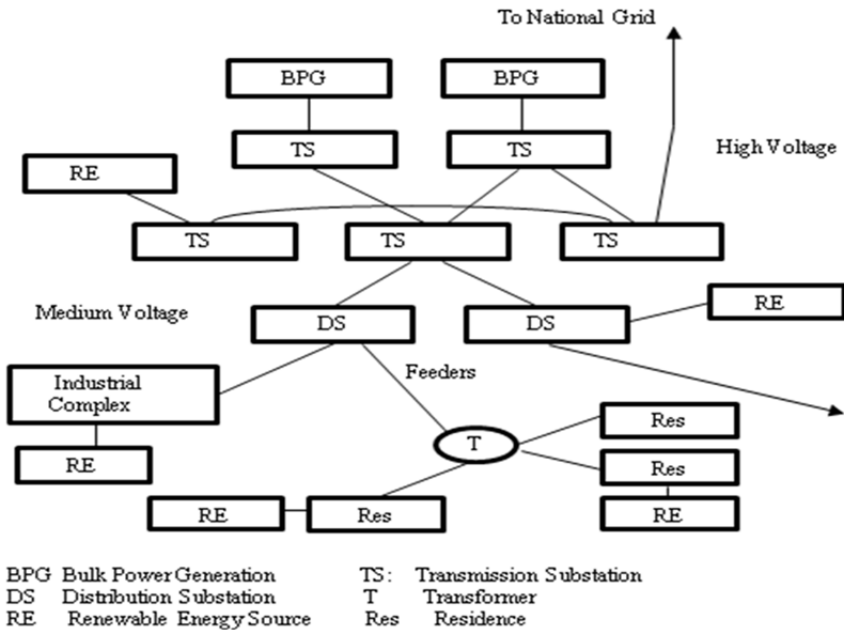 To National Grid
BPG
BPG
TS
TS
High Voltage
RE
TS
TS
TS
Medium Voltage
DS
DS
RE
Feeders
Industrial
Complex
Res
T
RE
Res
RE
Res
RE
BPG Bulk Power Generation TS: Transmission Substation
DS Distribution Substation T Transformer
RE Renewable Energy Source Res Residence